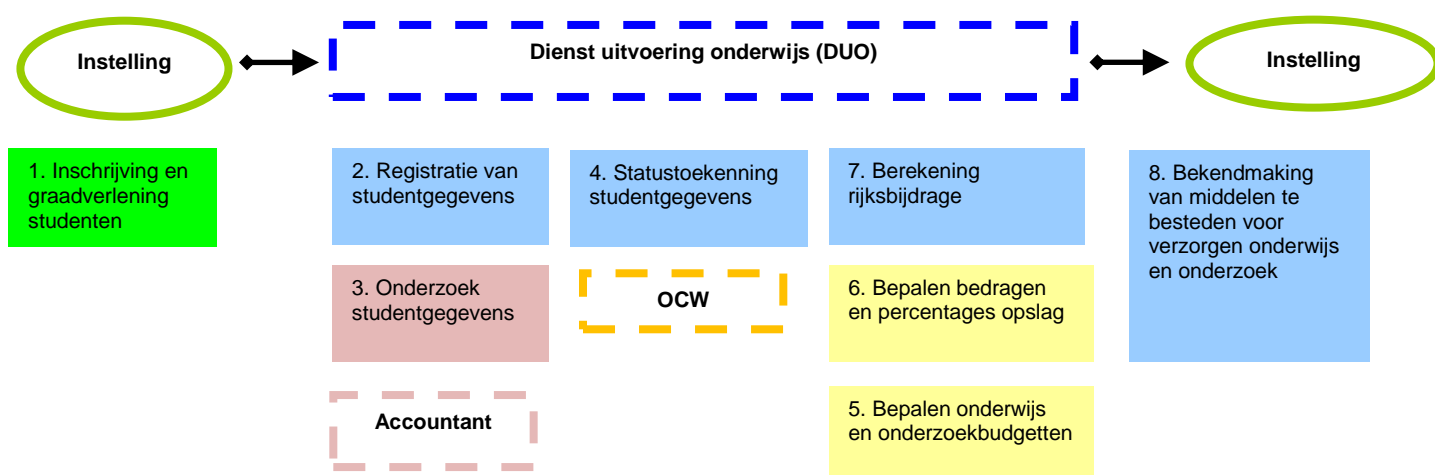 Instelling
Dienst uitvoering onderwijs (DUO)
Instelling
1. Inschrijving en
graadverlening
studenten
2. Registratie van
studentgegevens
4. Statustoekenning
studentgegevens
7. Berekening
rijksbijdrage
8. Bekendmaking
van middelen te
besteden voor
verzorgen onderwijs
en onderzoek
3. Onderzoek
studentgegevens
OCW
6. Bepalen bedragen
en percentages opslag
Accountant
5. Bepalen onderwijs
en onderzoekbudgetten